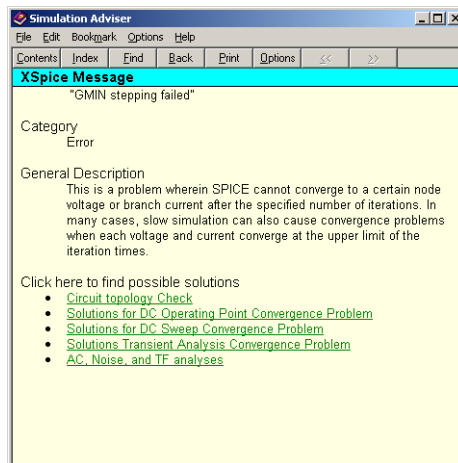 Simulation Adviser
File Edit Bookmark Options Help
Contents Index Find Back Print Options << >>
XSpice Message
"GMIN stepping failed"
Category
Error
General Description
This is a problem wherein SPICE cannot converge to a certain node
voltage or branch current after the specified number of iterations. In
many cases, slow simulation can also cause convergence problems
when each voltage and current converge at the upper limit of the
iteration times.
Click here to find possible solutions
• Circuit topology Check
• Solutions for DC Operating Point Convergence Problem
• Solutions for DC Sweep Convergence Problem
• Solutions Transient Analysis Convergence Problem
• AC, Noise, and TF analyses